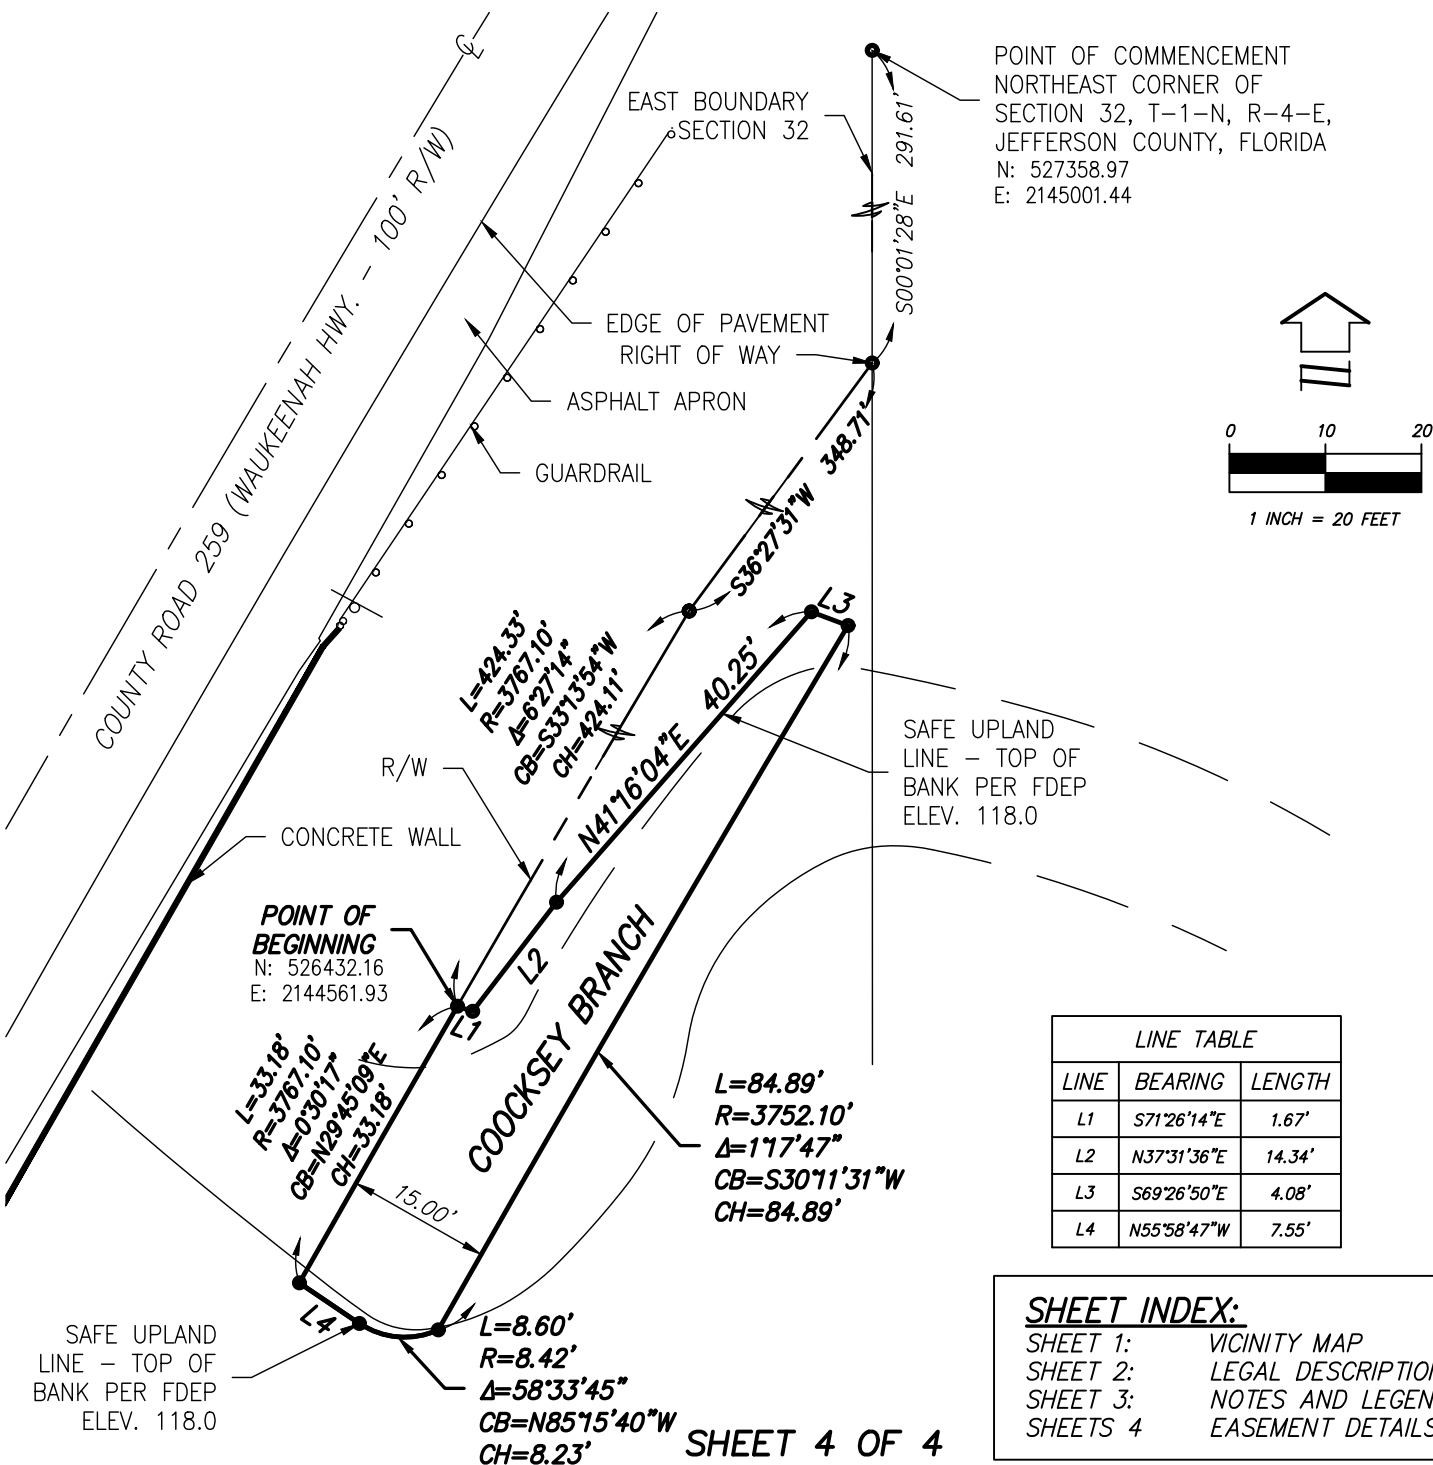 POINT OF COMMENCEMENT
NORTHEAST CORNER OF
SECTION 32, T-1-N, R-4-E,
JEFFERSON COUNTY, FLORIDA
N: 527358.97
E: 2145001.44
EAST BOUNDARY
SECTION 32
S00°01'28"E 291.61'
COUNTY ROAD 259 (WAUKEENAH HWY. - 100' R/W)
EDGE OF PAVEMENT
RIGHT OF WAY
ASPHALT APRON
GUARDRAIL
0 10 20
1 INCH = 20 FEET
S36°27'31"W 348.71'
L=424.33'
R=3767.10'
Δ=6°27'14"
CB=S33°13'54"W
CH=424.11'
L3
N41°16'04"E 40.25'
SAFE UPLAND
LINE - TOP OF
BANK PER FDEP
ELEV. 118.0
R/W
CONCRETE WALL
POINT OF
BEGINNING
N: 526432.16
E: 2144561.93
L2
L1
COOCKSEY BRANCH
L=33.18'
R=3767.10'
Δ=0°30'17"
CB=N29°45'09"E
CH=33.18'
15.00'
L=84.89'
R=3752.10'
Δ=1°17'47"
CB=S30°11'31"W
CH=84.89'
LINE TABLE
LINE BEARING LENGTH
L1 S71°26'14"E 1.67'
L2 N37°31'36"E 14.34'
L3 S69°26'50"E 4.08'
L4 N55°58'47"W 7.55'
L4
SAFE UPLAND
LINE - TOP OF
BANK PER FDEP
ELEV. 118.0
L=8.60'
R=8.42'
Δ=58°33'45"
CB=N85°15'40"W
CH=8.23'
SHEET 4 OF 4
SHEET INDEX:
SHEET 1: VICINITY MAP
SHEET 2: LEGAL DESCRIPTION
SHEET 3: NOTES AND LEGEN
SHEETS 4 EASEMENT DETAILS